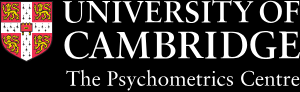 UNIVERSITY OF
CAMBRIDGE
The Psychometrics Centre